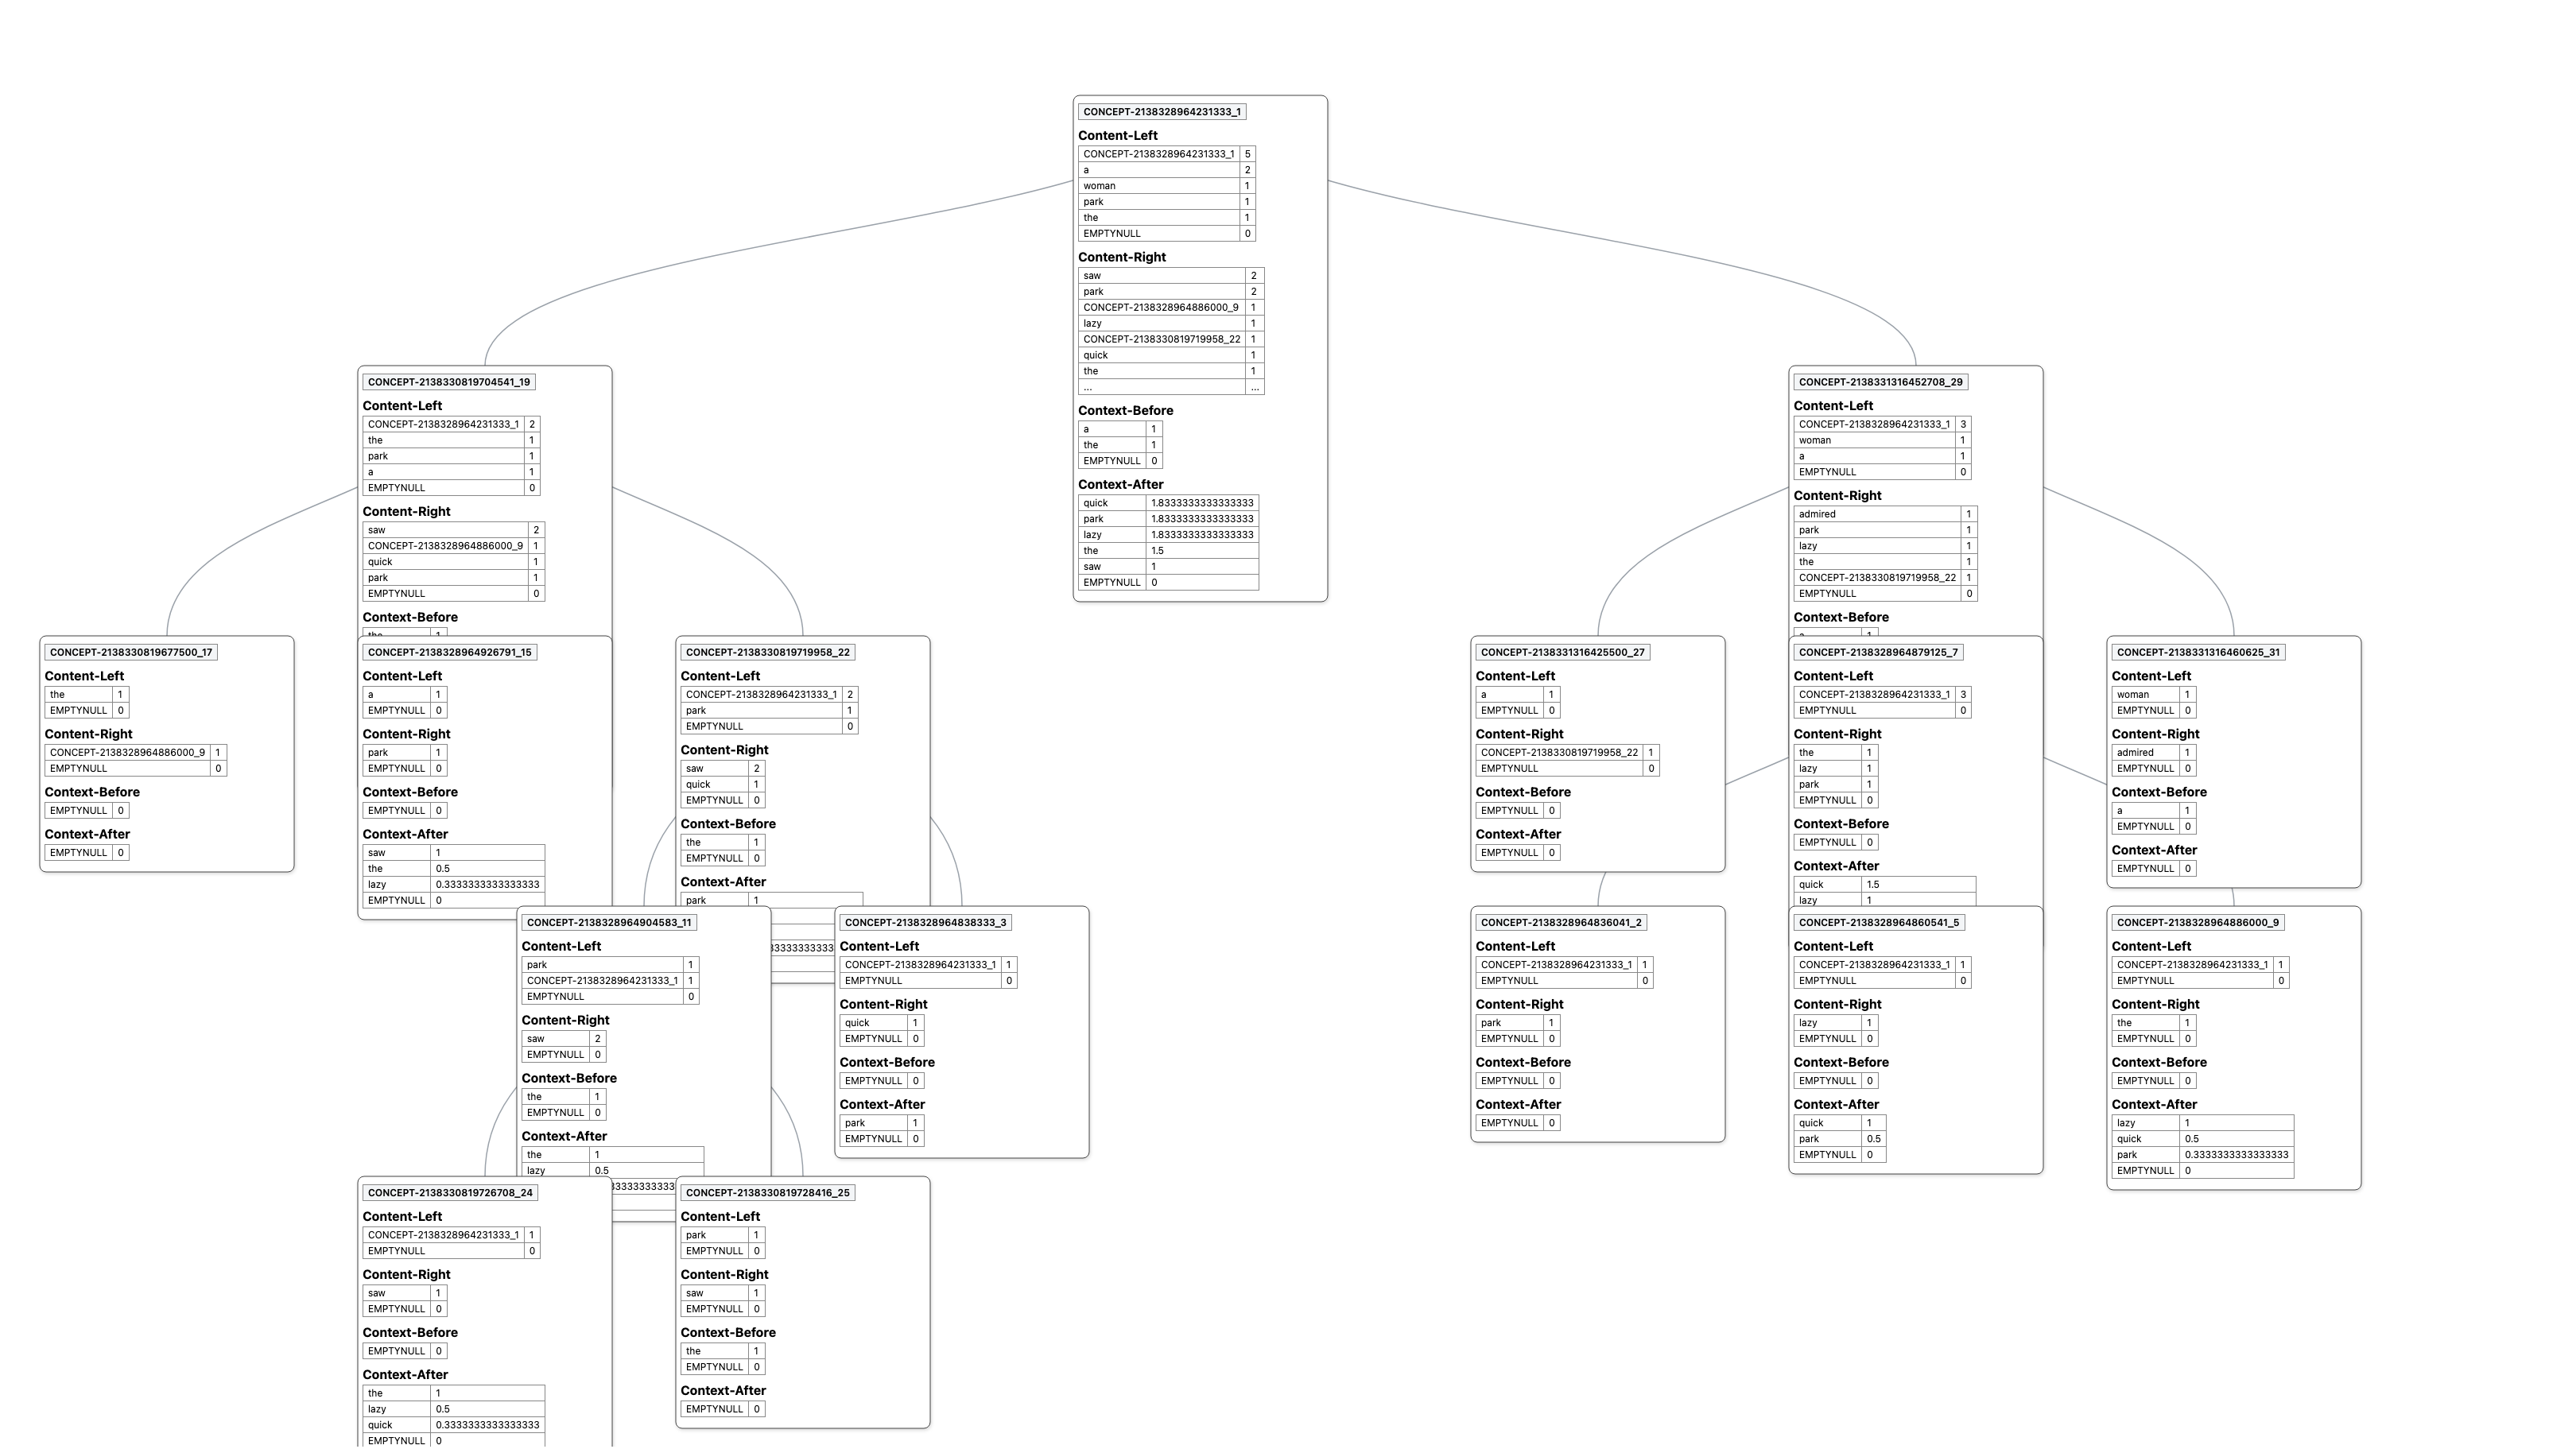 CONCEPT-2138328964231333_1
Content-Left
CONCEPT-2138328964231333_1 5
a 2
woman 1
park 1
the 1
EMPTYNULL 0
Content-Right
saw 2
park 2
CONCEPT-2138328964886000_9 1
lazy 1
CONCEPT-2138330819719958_22 1
quick 1
the 1
... ...
Context-Before
a 1
the 1
EMPTYNULL 0
Context-After
quick 1.8333333333333333
park 1.8333333333333333
lazy 1.8333333333333333
the 1.5
saw 1
EMPTYNULL 0
CONCEPT-2138330819704541_19
Content-Left
CONCEPT-2138328964231333_1 2
the 1
park 1
a 1
EMPTYNULL 0
Content-Right
saw 2
CONCEPT-2138328964886000_9 1
quick 1
park 1
EMPTYNULL 0
Context-Before
CONCEPT-2138331316452708_29
Content-Left
CONCEPT-2138328964231333_1 3
woman 1
a 1
EMPTYNULL 0
Content-Right
admired 1
park 1
lazy 1
the 1
CONCEPT-2138330819719958_22 1
EMPTYNULL 0
Context-Before
CONCEPT-2138330819677500_17
Content-Left
the 1
EMPTYNULL 0
Content-Right
CONCEPT-2138328964886000_9 1
EMPTYNULL 0
Context-Before
EMPTYNULL 0
Context-After
EMPTYNULL 0
CONCEPT-2138328964926791_15
Content-Left
a 1
EMPTYNULL 0
Content-Right
park 1
EMPTYNULL 0
Context-Before
EMPTYNULL 0
Context-After
saw 1
the 0.5
lazy 0.3333333333333333
EMPTYNULL 0
CONCEPT-2138330819719958_22
Content-Left
CONCEPT-2138328964231333_1 2
park 1
EMPTYNULL 0
Content-Right
saw 2
quick 1
EMPTYNULL 0
Context-Before
the 1
EMPTYNULL 0
Context-After
park 1
CONCEPT-2138331316425500_27
Content-Left
a 1
EMPTYNULL 0
Content-Right
CONCEPT-2138330819719958_22 1
EMPTYNULL 0
Context-Before
EMPTYNULL 0
Context-After
EMPTYNULL 0
CONCEPT-2138328964879125_7
Content-Left
CONCEPT-2138328964231333_1 3
EMPTYNULL 0
Content-Right
the 1
lazy 1
park 1
EMPTYNULL 0
Context-Before
EMPTYNULL 0
Context-After
quick 1.5
lazy 1
CONCEPT-2138331316460625_31
Content-Left
woman 1
EMPTYNULL 0
Content-Right
admired 1
EMPTYNULL 0
Context-Before
a 1
EMPTYNULL 0
Context-After
EMPTYNULL 0
CONCEPT-2138328964904583_11
Content-Left
park 1
CONCEPT-2138328964231333_1 1
EMPTYNULL 0
Content-Right
saw 2
EMPTYNULL 0
Context-Before
the 1
EMPTYNULL 0
Context-After
the 1
lazy 0.5
CONCEPT-2138328964838333_3
Content-Left
CONCEPT-2138328964231333_1 1
EMPTYNULL 0
Content-Right
quick 1
EMPTYNULL 0
Context-Before
EMPTYNULL 0
Context-After
park 1
EMPTYNULL 0
CONCEPT-2138328964836041_2
Content-Left
CONCEPT-2138328964231333_1 1
EMPTYNULL 0
Content-Right
park 1
EMPTYNULL 0
Context-Before
EMPTYNULL 0
Context-After
EMPTYNULL 0
CONCEPT-2138328964860541_5
Content-Left
CONCEPT-2138328964231333_1 1
EMPTYNULL 0
Content-Right
lazy 1
EMPTYNULL 0
Context-Before
EMPTYNULL 0
Context-After
quick 1
park 0.5
EMPTYNULL 0
CONCEPT-2138328964886000_9
Content-Left
CONCEPT-2138328964231333_1 1
EMPTYNULL 0
Content-Right
the 1
EMPTYNULL 0
Context-Before
EMPTYNULL 0
Context-After
lazy 1
quick 0.5
park 0.3333333333333333
EMPTYNULL 0
CONCEPT-2138330819726708_24
Content-Left
CONCEPT-2138328964231333_1 1
EMPTYNULL 0
Content-Right
saw 1
EMPTYNULL 0
Context-Before
EMPTYNULL 0
Context-After
the 1
lazy 0.5
quick 0.3333333333333333
EMPTYNULL 0
CONCEPT-2138330819728416_25
Content-Left
park 1
EMPTYNULL 0
Content-Right
saw 1
EMPTYNULL 0
Context-Before
the 1
EMPTYNULL 0
Context-After
EMPTYNULL 0